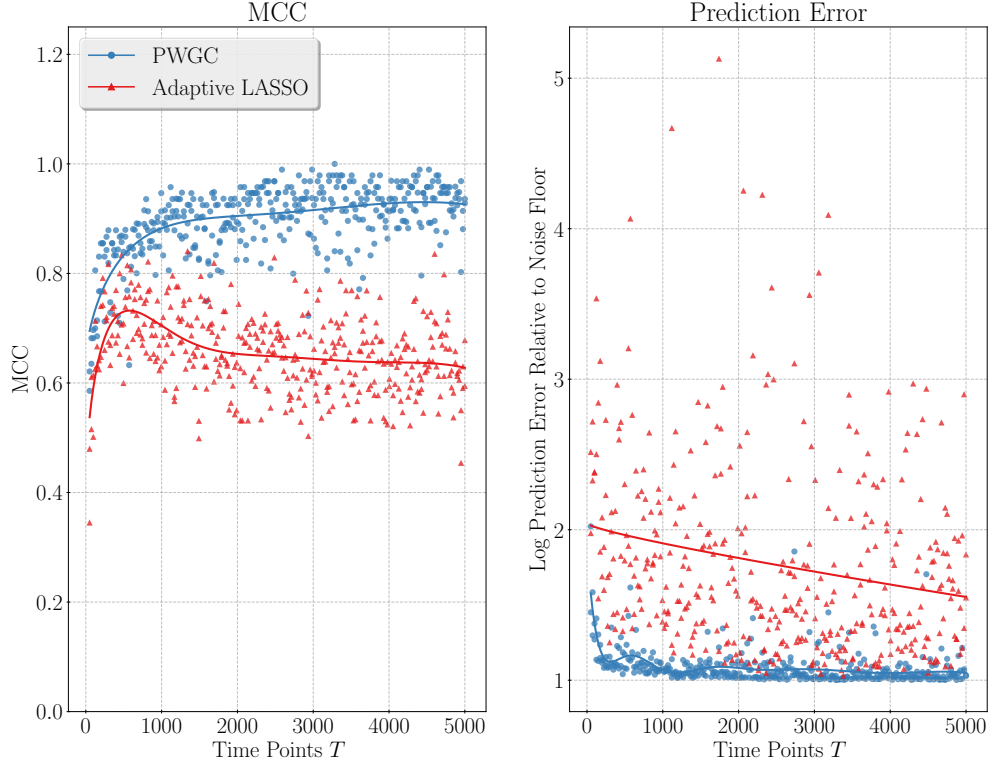 MCC
1.2
1.0
0.8
0.6
0.4
0.2
0.0
MCC
PWGC
Adaptive LASSO
0 1000 2000 3000 4000 5000
Time Points T
Prediction Error
5
4
3
2
1
Log Prediction Error Relative to Noise Floor
0 1000 2000 3000 4000 5000
Time Points T